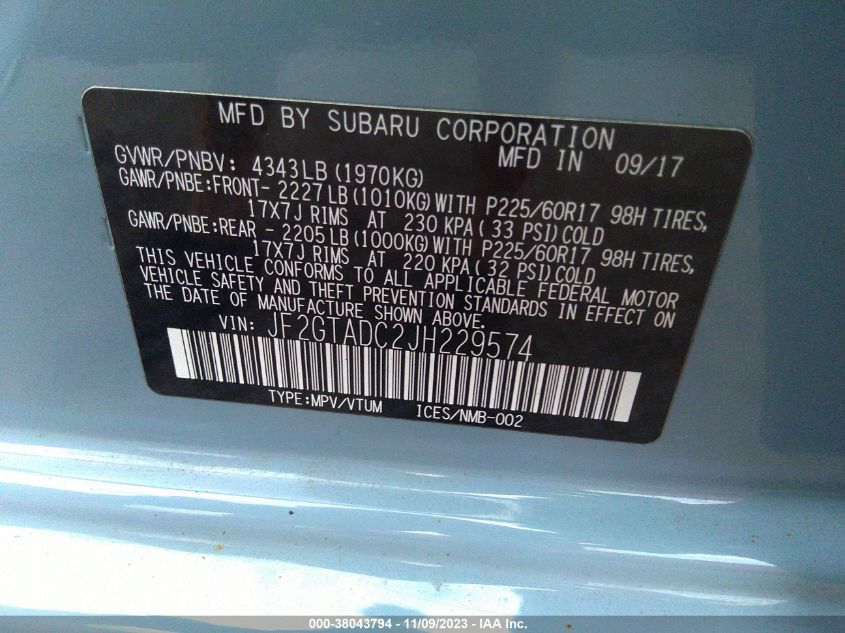 MFD BY SUBARU CORPORATION
GVWR/PNBV: 4343LB (1970KG) MFD IN 09/17
GAWR/PNBE:FRONT- 2227LB(1010KG)WITH P225/60R17 98H TIRES,
17X7J RIMS AT 230 KPA( 33 PSI)COLD
GAWR/PNBE:REAR - 2205LB(1000KG)WITH P225/60R17 98H TIRES,
17X7J RIMS AT 220 KPA( 32 PSI)COLD
THIS VEHICLE CONFORMS TO ALL APPLICABLE FEDERAL MOTOR
VEHICLE SAFETY AND THEFT PREVENTION STANDARDS IN EFFECT ON
THE DATE OF MANUFACTURE SHOWN ABOVE.
VIN: JF2GTADC2JH229574
TYPE:MPV/VTUM ICES/NMB-002
000-38043794 - 11/09/2023 - IAA Inc.